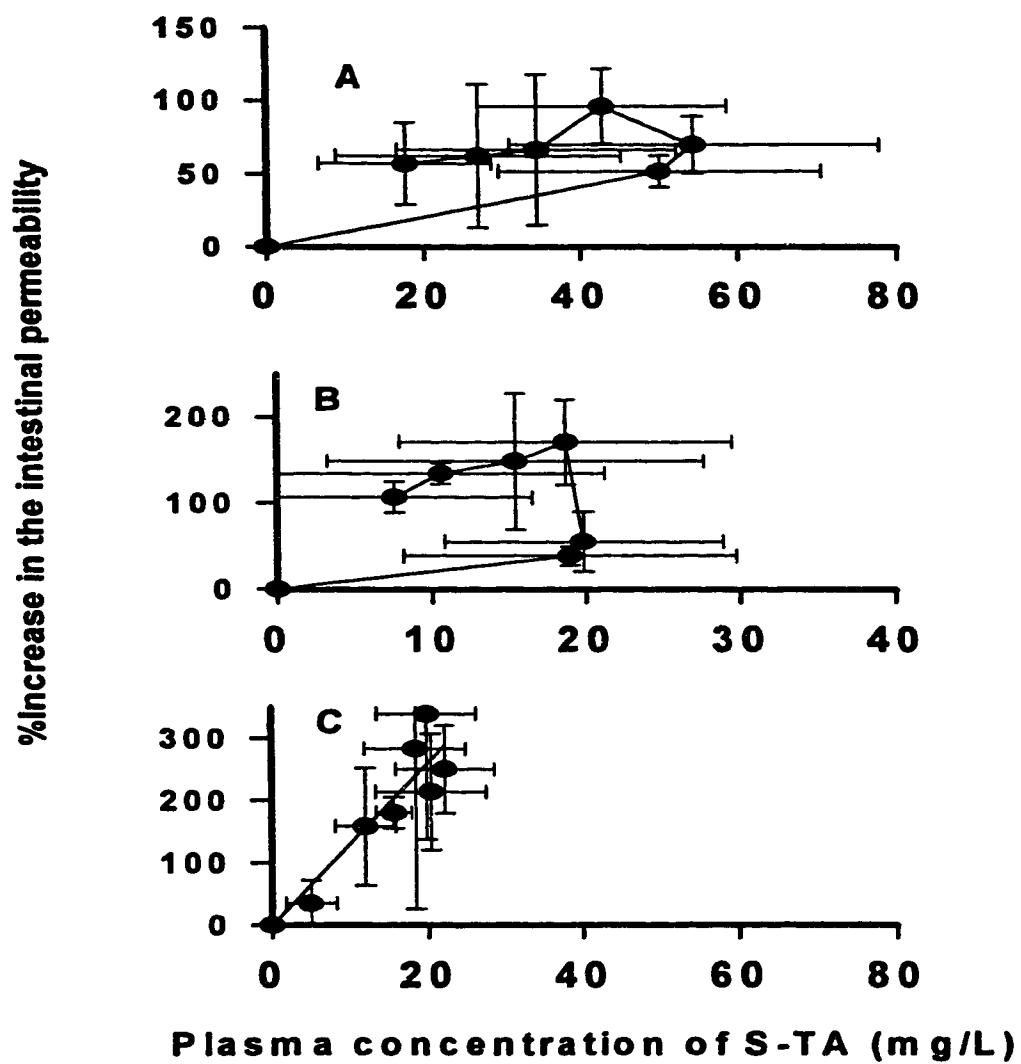 %Increase in the intestinal permeability
150
A
100
50
0
0 20 40 60 80
B
200
100
0
0 10 20 30 40
C
300
200
100
0
0 20 40 60 80
Plasma concentration of S-TA (mg/L)